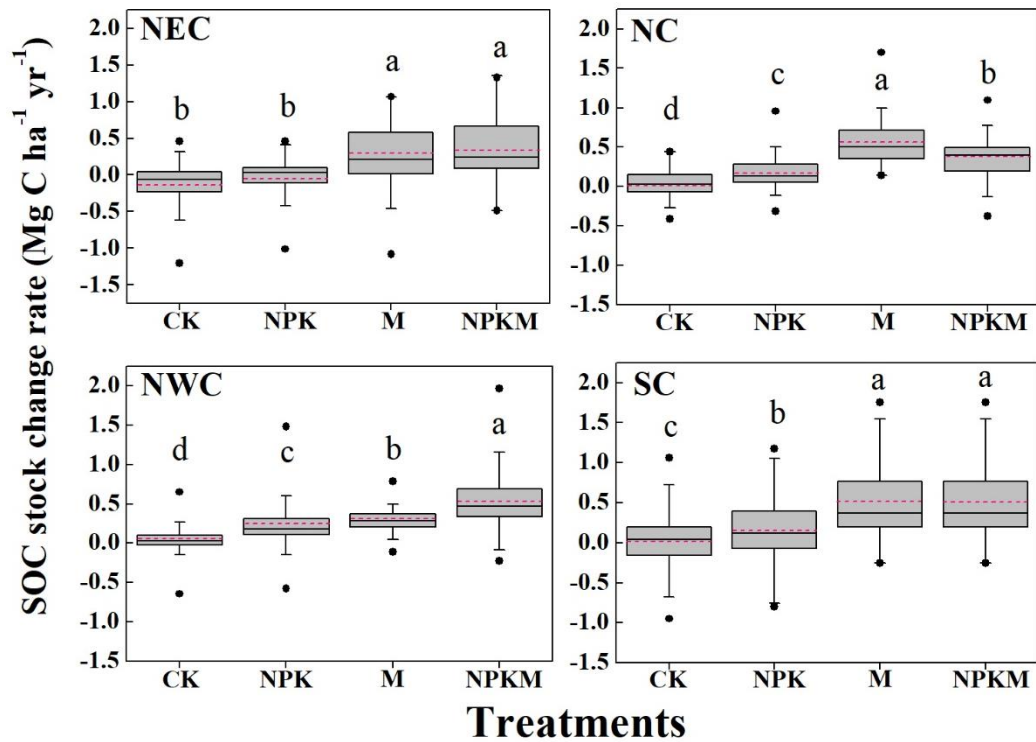 SOC stock change rate (Mg C ha⁻¹ yr⁻¹)
NEC
2.0
1.5
1.0
0.5
0.0
-0.5
-1.0
-1.5
b
b
a
a
CK NPK M NPKM
NC
2.0
1.5
1.0
0.5
0.0
-0.5
-1.0
-1.5
d
c
a
b
CK NPK M NPKM
NWC
2.0
1.5
1.0
0.5
0.0
-0.5
-1.0
-1.5
d
c
b
a
CK NPK M NPKM
SC
2.0
1.5
1.0
0.5
0.0
-0.5
-1.0
-1.5
c
b
a
a
CK NPK M NPKM
Treatments